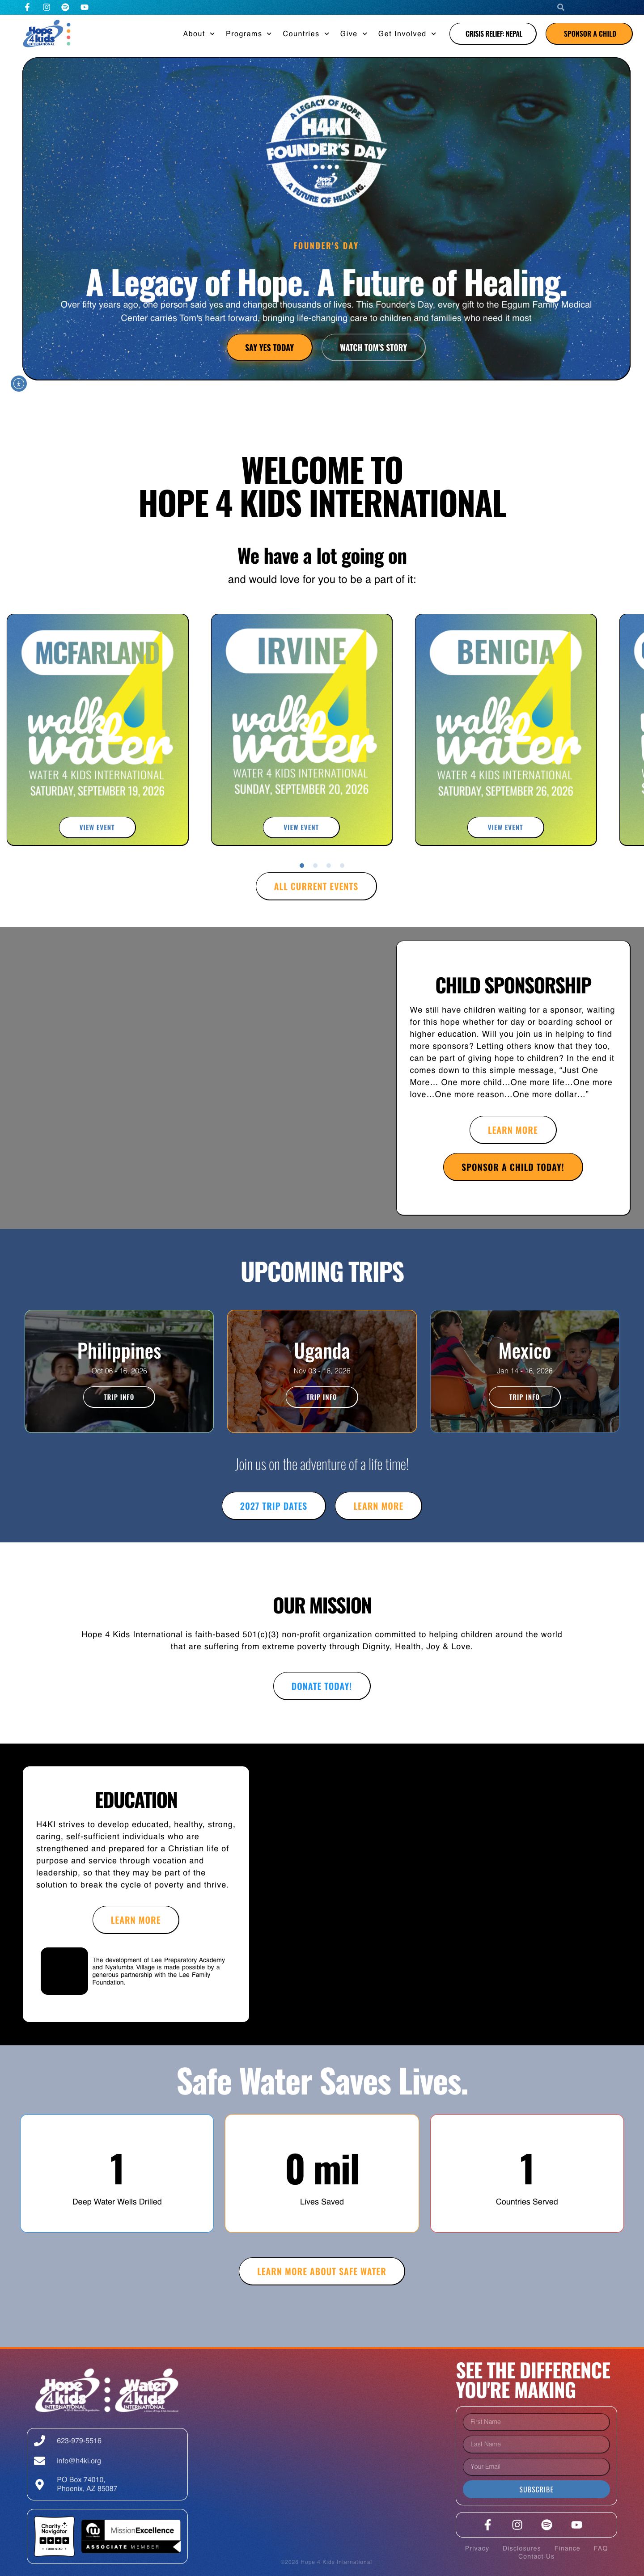 Hope 4 kids INTERNATIONAL
About
Programs
Countries
Give
Get Involved
CRISIS RELIEF: NEPAL
SPONSOR A CHILD
A LEGACY OF HOPE.
H4KI
FOUNDER'S DAY
Hope 4 kids
A FUTURE OF HEALING.
FOUNDER'S DAY
A Legacy of Hope. A Future of Healing.
Over fifty years ago, one person said yes and changed thousands of lives. This Founder's Day, every gift to the Eggum Family Medical
Center carries Tom's heart forward, bringing life-changing care to children and families who need it most
SAY YES TODAY
WATCH TOM'S STORY
WELCOME TO
HOPE 4 KIDS INTERNATIONAL
We have a lot going on
and would love for you to be a part of it:
MCFARLAND
walk 4 water
WATER 4 KIDS INTERNATIONAL
SATURDAY, SEPTEMBER 19, 2026
VIEW EVENT
IRVINE
walk 4 water
WATER 4 KIDS INTERNATIONAL
SUNDAY, SEPTEMBER 20, 2026
VIEW EVENT
BENICIA
walk 4 water
WATER 4 KIDS INTERNATIONAL
SATURDAY, SEPTEMBER 26, 2026
VIEW EVENT
ALL CURRENT EVENTS
CHILD SPONSORSHIP
We still have children waiting for a sponsor, waiting
for this hope whether for day or boarding school or
higher education. Will you join us in helping to find
more sponsors? Letting others know that they too,
can be part of giving hope to children? In the end it
comes down to this simple message, “Just One
More… One more child…One more life…One more
love…One more reason…One more dollar…”
LEARN MORE
SPONSOR A CHILD TODAY!
UPCOMING TRIPS
Philippines
Oct 06 - 16, 2026
TRIP INFO
Uganda
Nov 03 - 16, 2026
TRIP INFO
Mexico
Jan 14 - 16, 2026
TRIP INFO
Join us on the adventure of a life time!
2027 TRIP DATES
LEARN MORE
OUR MISSION
Hope 4 Kids International is faith-based 501(c)(3) non-profit organization committed to helping children around the world
that are suffering from extreme poverty through Dignity, Health, Joy & Love.
DONATE TODAY!
EDUCATION
H4KI strives to develop educated, healthy, strong,
caring, self-sufficient individuals who are
strengthened and prepared for a Christian life of
purpose and service through vocation and
leadership, so that they may be part of the
solution to break the cycle of poverty and thrive.
LEARN MORE
The development of Lee Preparatory Academy
and Nyafumba Village is made possible by a
generous partnership with the Lee Family
Foundation.
Safe Water Saves Lives.
1
Deep Water Wells Drilled
0 mil
Lives Saved
1
Countries Served
LEARN MORE ABOUT SAFE WATER
Hope 4 kids INTERNATIONAL
Water 4 kids INTERNATIONAL
623-979-5516
info@h4ki.org
PO Box 74010,
Phoenix, AZ 85087
Charity Navigator
MissionExcellence
ASSOCIATE MEMBER
SEE THE DIFFERENCE
YOU'RE MAKING
First Name
Last Name
Your Email
SUBSCRIBE
Privacy
Disclosures
Finance
FAQ
Contact Us
©2026 Hope 4 Kids International